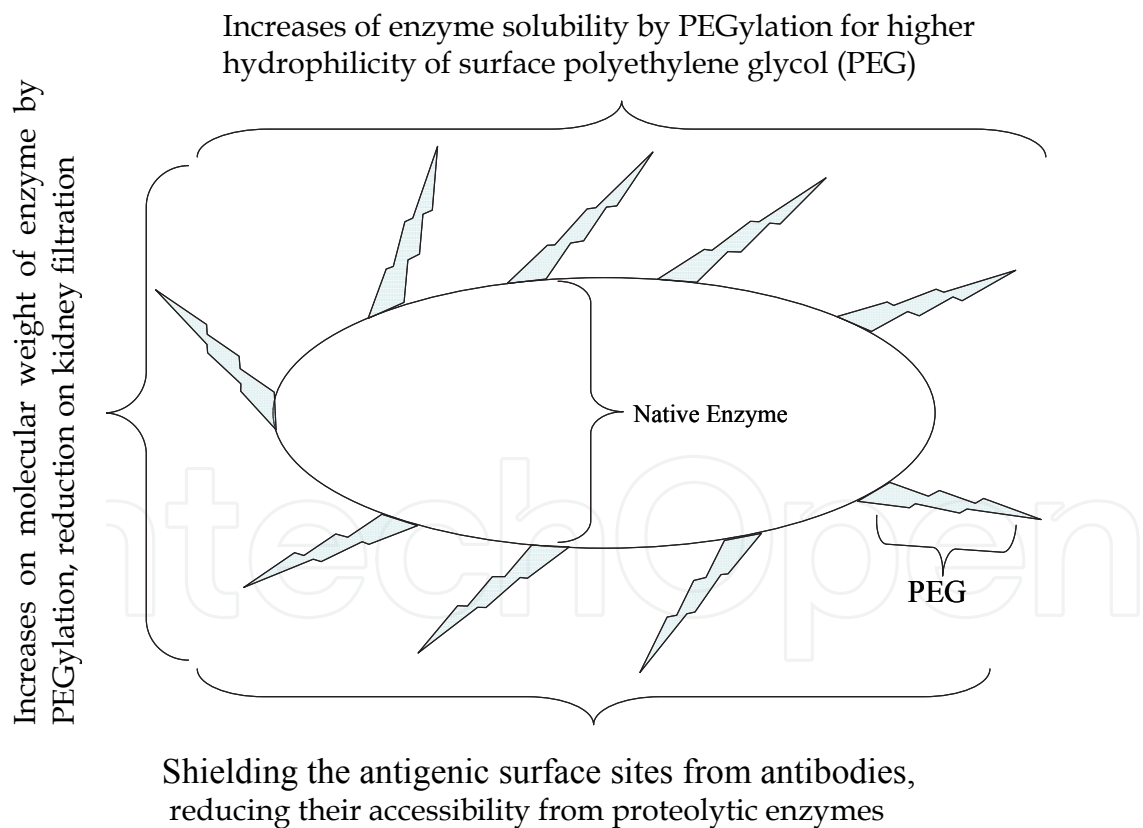 Increases of enzyme solubility by PEGylation for higher
hydrophilicity of surface polyethylene glycol (PEG)
Increases on molecular weight of enzyme by
PEGylation, reduction on kidney filtration
Native Enzyme
ntechOpen
PEG
Shielding the antigenic surface sites from antibodies,
reducing their accessibility from proteolytic enzymes